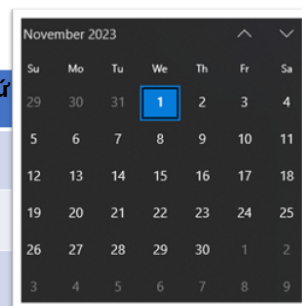 November 2023
Su Mo Tu We Th Fr Sa
29 30 31 1 2 3 4
5 6 7 8 9 10 11
12 13 14 15 16 17 18
19 20 21 22 23 24 25
26 27 28 29 30 1 2
3 4 5 6 7 8 9